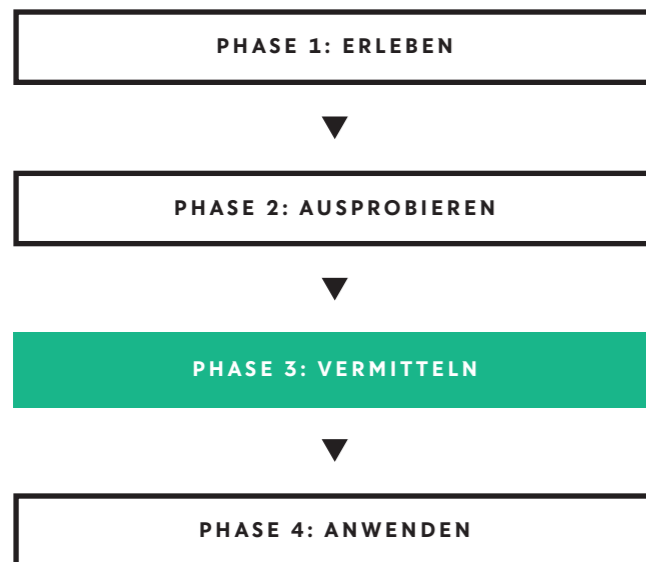 PHASE 1: ERLEBEN
PHASE 2: AUSPROBIEREN
PHASE 3: VERMITTELN
PHASE 4: ANWENDEN